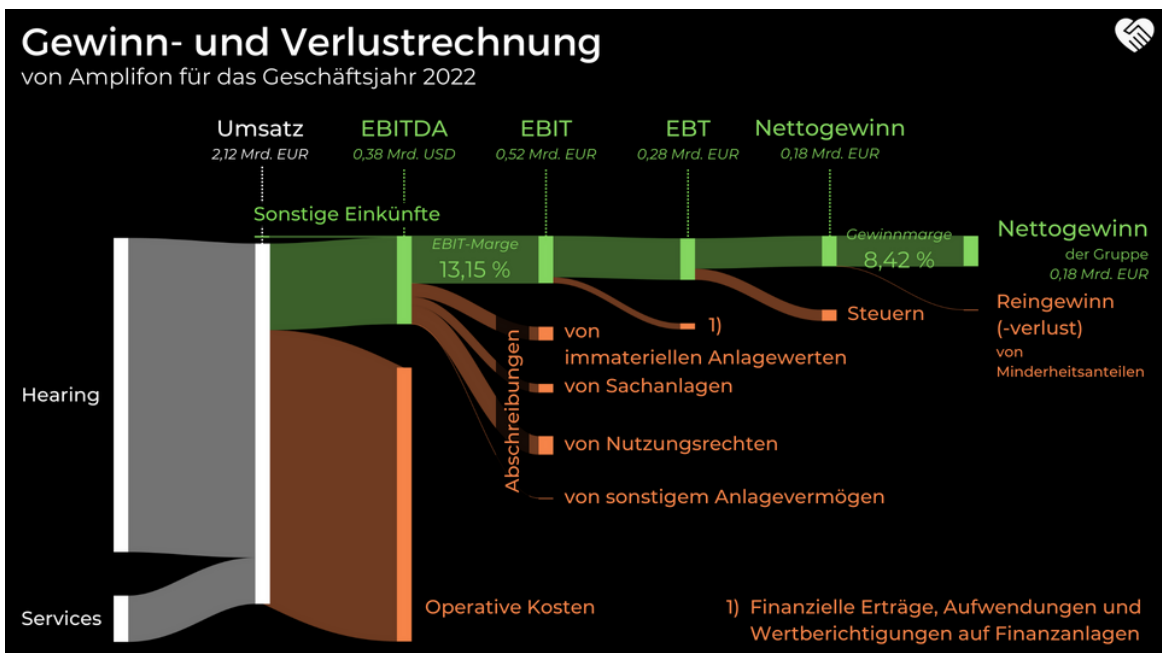 Gewinn- und Verlustrechnung
von Amplifon für das Geschäftsjahr 2022
Umsatz
2,12 Mrd. EUR
EBITDA
0,38 Mrd. USD
EBIT
0,52 Mrd. EUR
EBT
0,28 Mrd. EUR
Nettogewinn
0,18 Mrd. EUR
Sonstige Einkünfte
EBIT-Marge
13,15 %
Gewinnmarge
8,42 %
Nettogewinn
der Gruppe
0,18 Mrd. EUR
Reingewinn
(-verlust)
von
Minderheitsanteilen
Steuern
1)
Abschreibungen
von
immateriellen Anlagewerten
von Sachanlagen
von Nutzungsrechten
von sonstigem Anlagevermögen
Hearing
Services
Operative Kosten
1) Finanzielle Erträge, Aufwendungen und
Wertberichtigungen auf Finanzanlagen